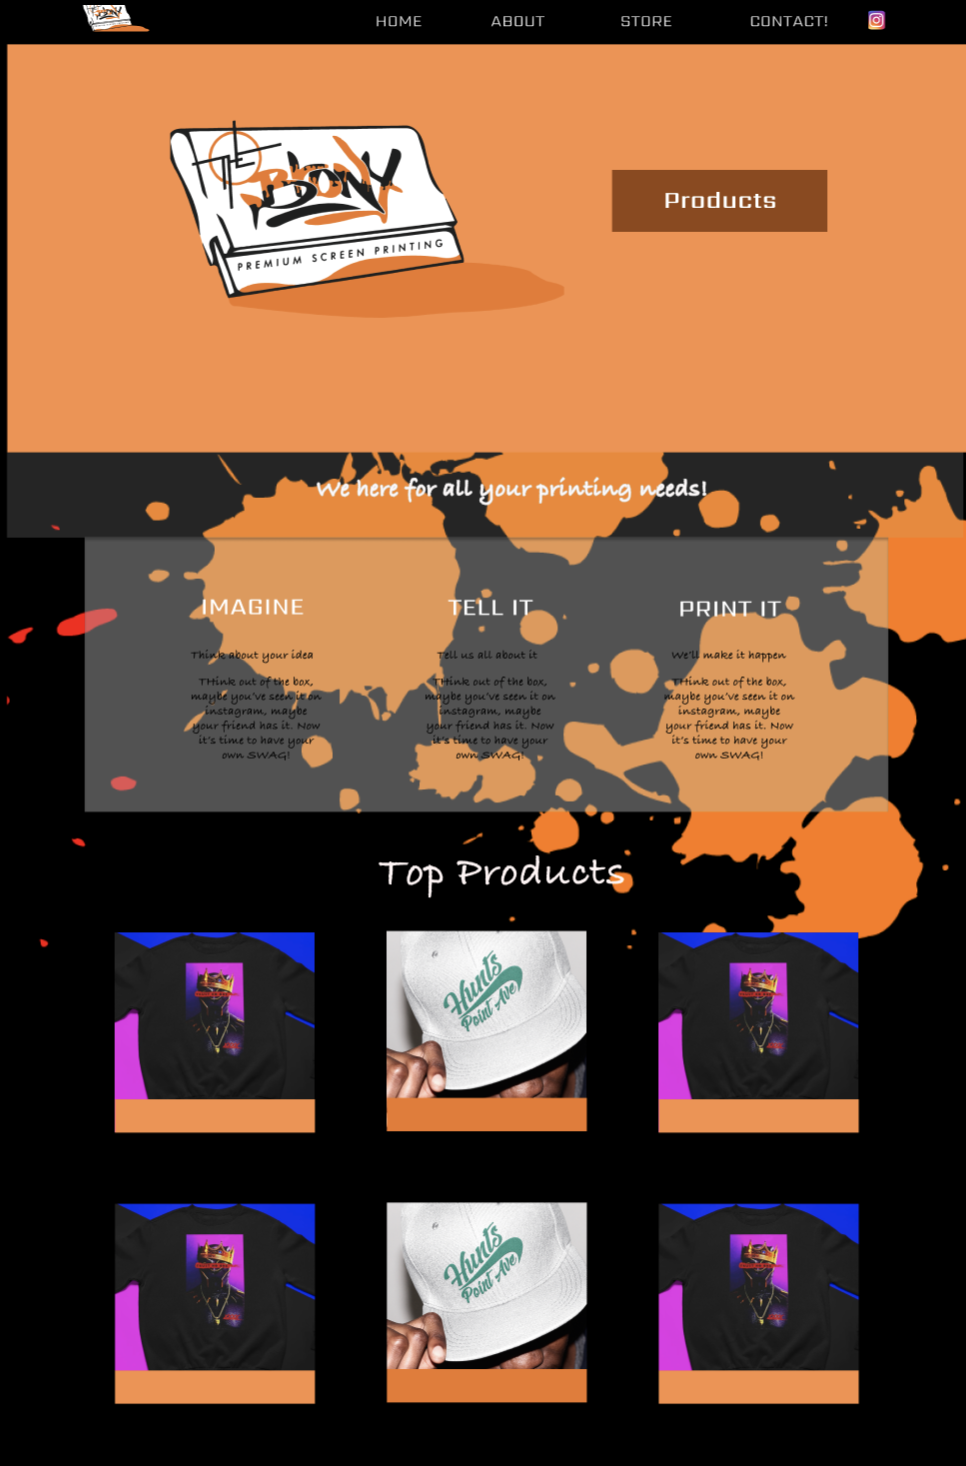 HOME ABOUT STORE CONTACT!
THE BXONY
PREMIUM SCREEN PRINTING
Products
We here for all your printing needs!
IMAGINE
Think about your idea
THink out of the box,
maybe you've seen it on
instagram, maybe
your friend has it. Now
it's time to have your
own SWAG!
TELL IT
Tell us all about it
THink out of the box,
maybe you've seen it on
instagram, maybe
your friend has it. Now
it's time to have your
own SWAG!
PRINT IT
We'll make it happen
THink out of the box,
maybe you've seen it on
instagram, maybe
your friend has it. Now
it's time to have your
own SWAG!
Top Products
Hunts
Point Ave
Hunts
Point Ave